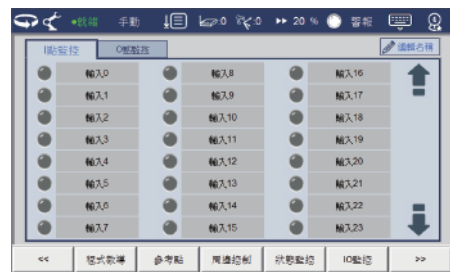 •就緒 手動 :0 :0 20 % 警報
I點監控 O點監控 編輯名稱
輸入0 輸入8 輸入16
輸入1 輸入9 輸入17
輸入2 輸入10 輸入18
輸入3 輸入11 輸入19
輸入4 輸入12 輸入20
輸入5 輸入13 輸入21
輸入6 輸入14 輸入22
輸入7 輸入15 輸入23
<< 程式教導 參考點 周邊控制 狀態監控 IO監控 >>